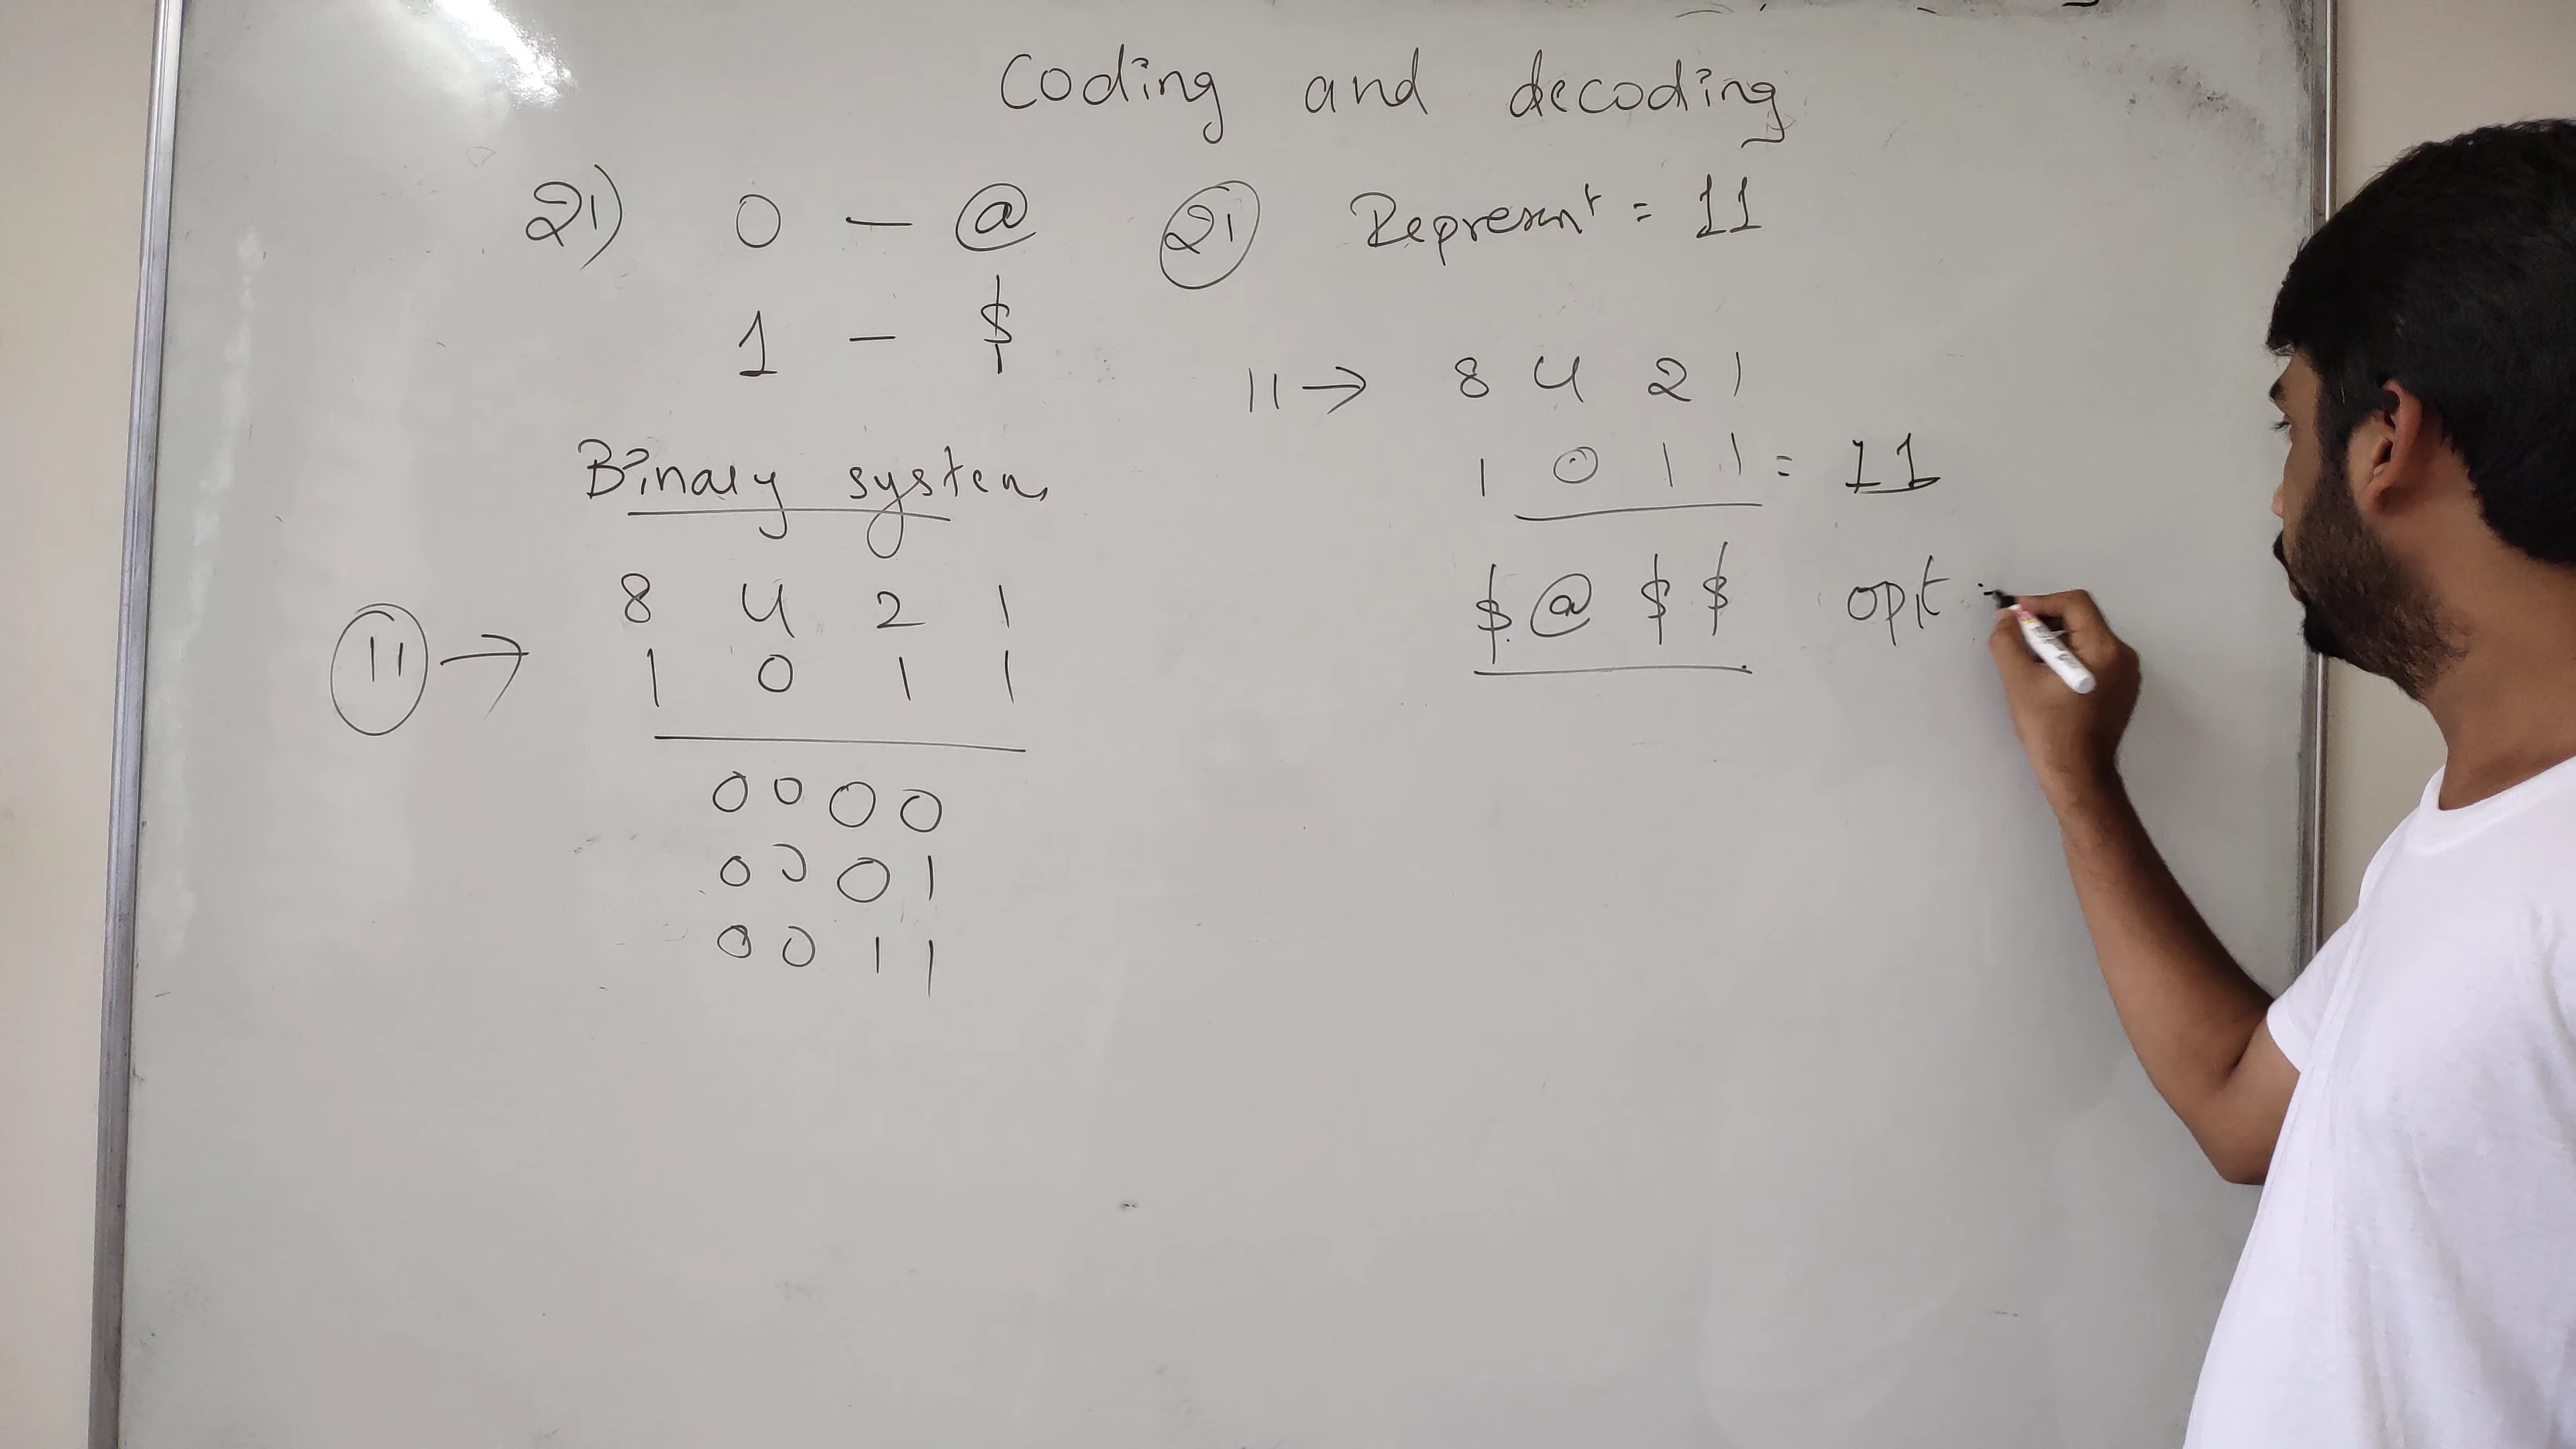 Coding and decoding
21) 0 - @
1 - $
Binary system
8 4 2 1
11 → 1 0 1 1
0 0 0 0
0 0 0 1
0 0 1 1
21 Represent = 11
11 → 8 4 2 1
1 0 1 1 = 11
$ @ $ $ opt